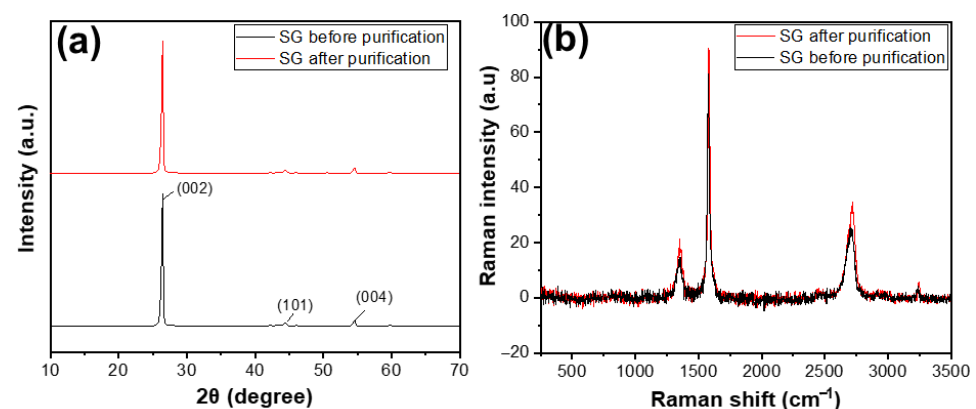 (a)
SG before purification
SG after purification
(002)
(101)
(004)
Intensity (a.u.)
10 20 30 40 50 60 70
2θ (degree)
(b)
SG after purification
SG before purification
100
80
60
40
20
0
−20
Raman intensity (a.u)
500 1000 1500 2000 2500 3000 3500
Raman shift (cm⁻¹)